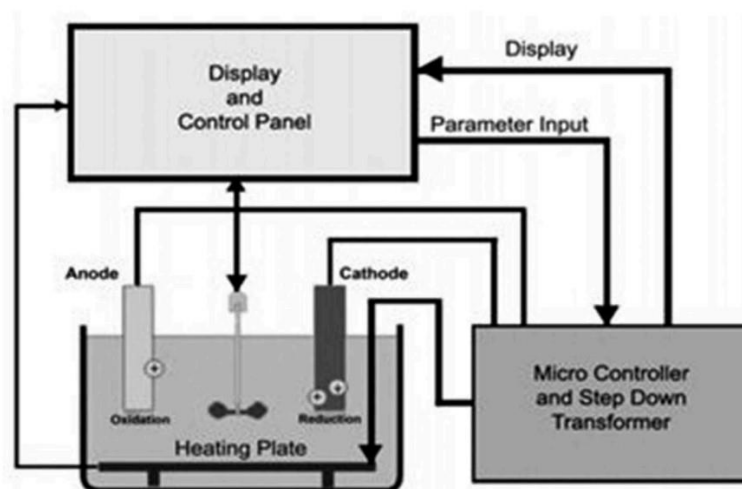 Display
and
Control Panel
Display
Parameter Input
Anode
Cathode
+
+
+
Oxidation
Reduction
Heating Plate
Micro Controller
and Step Down
Transformer